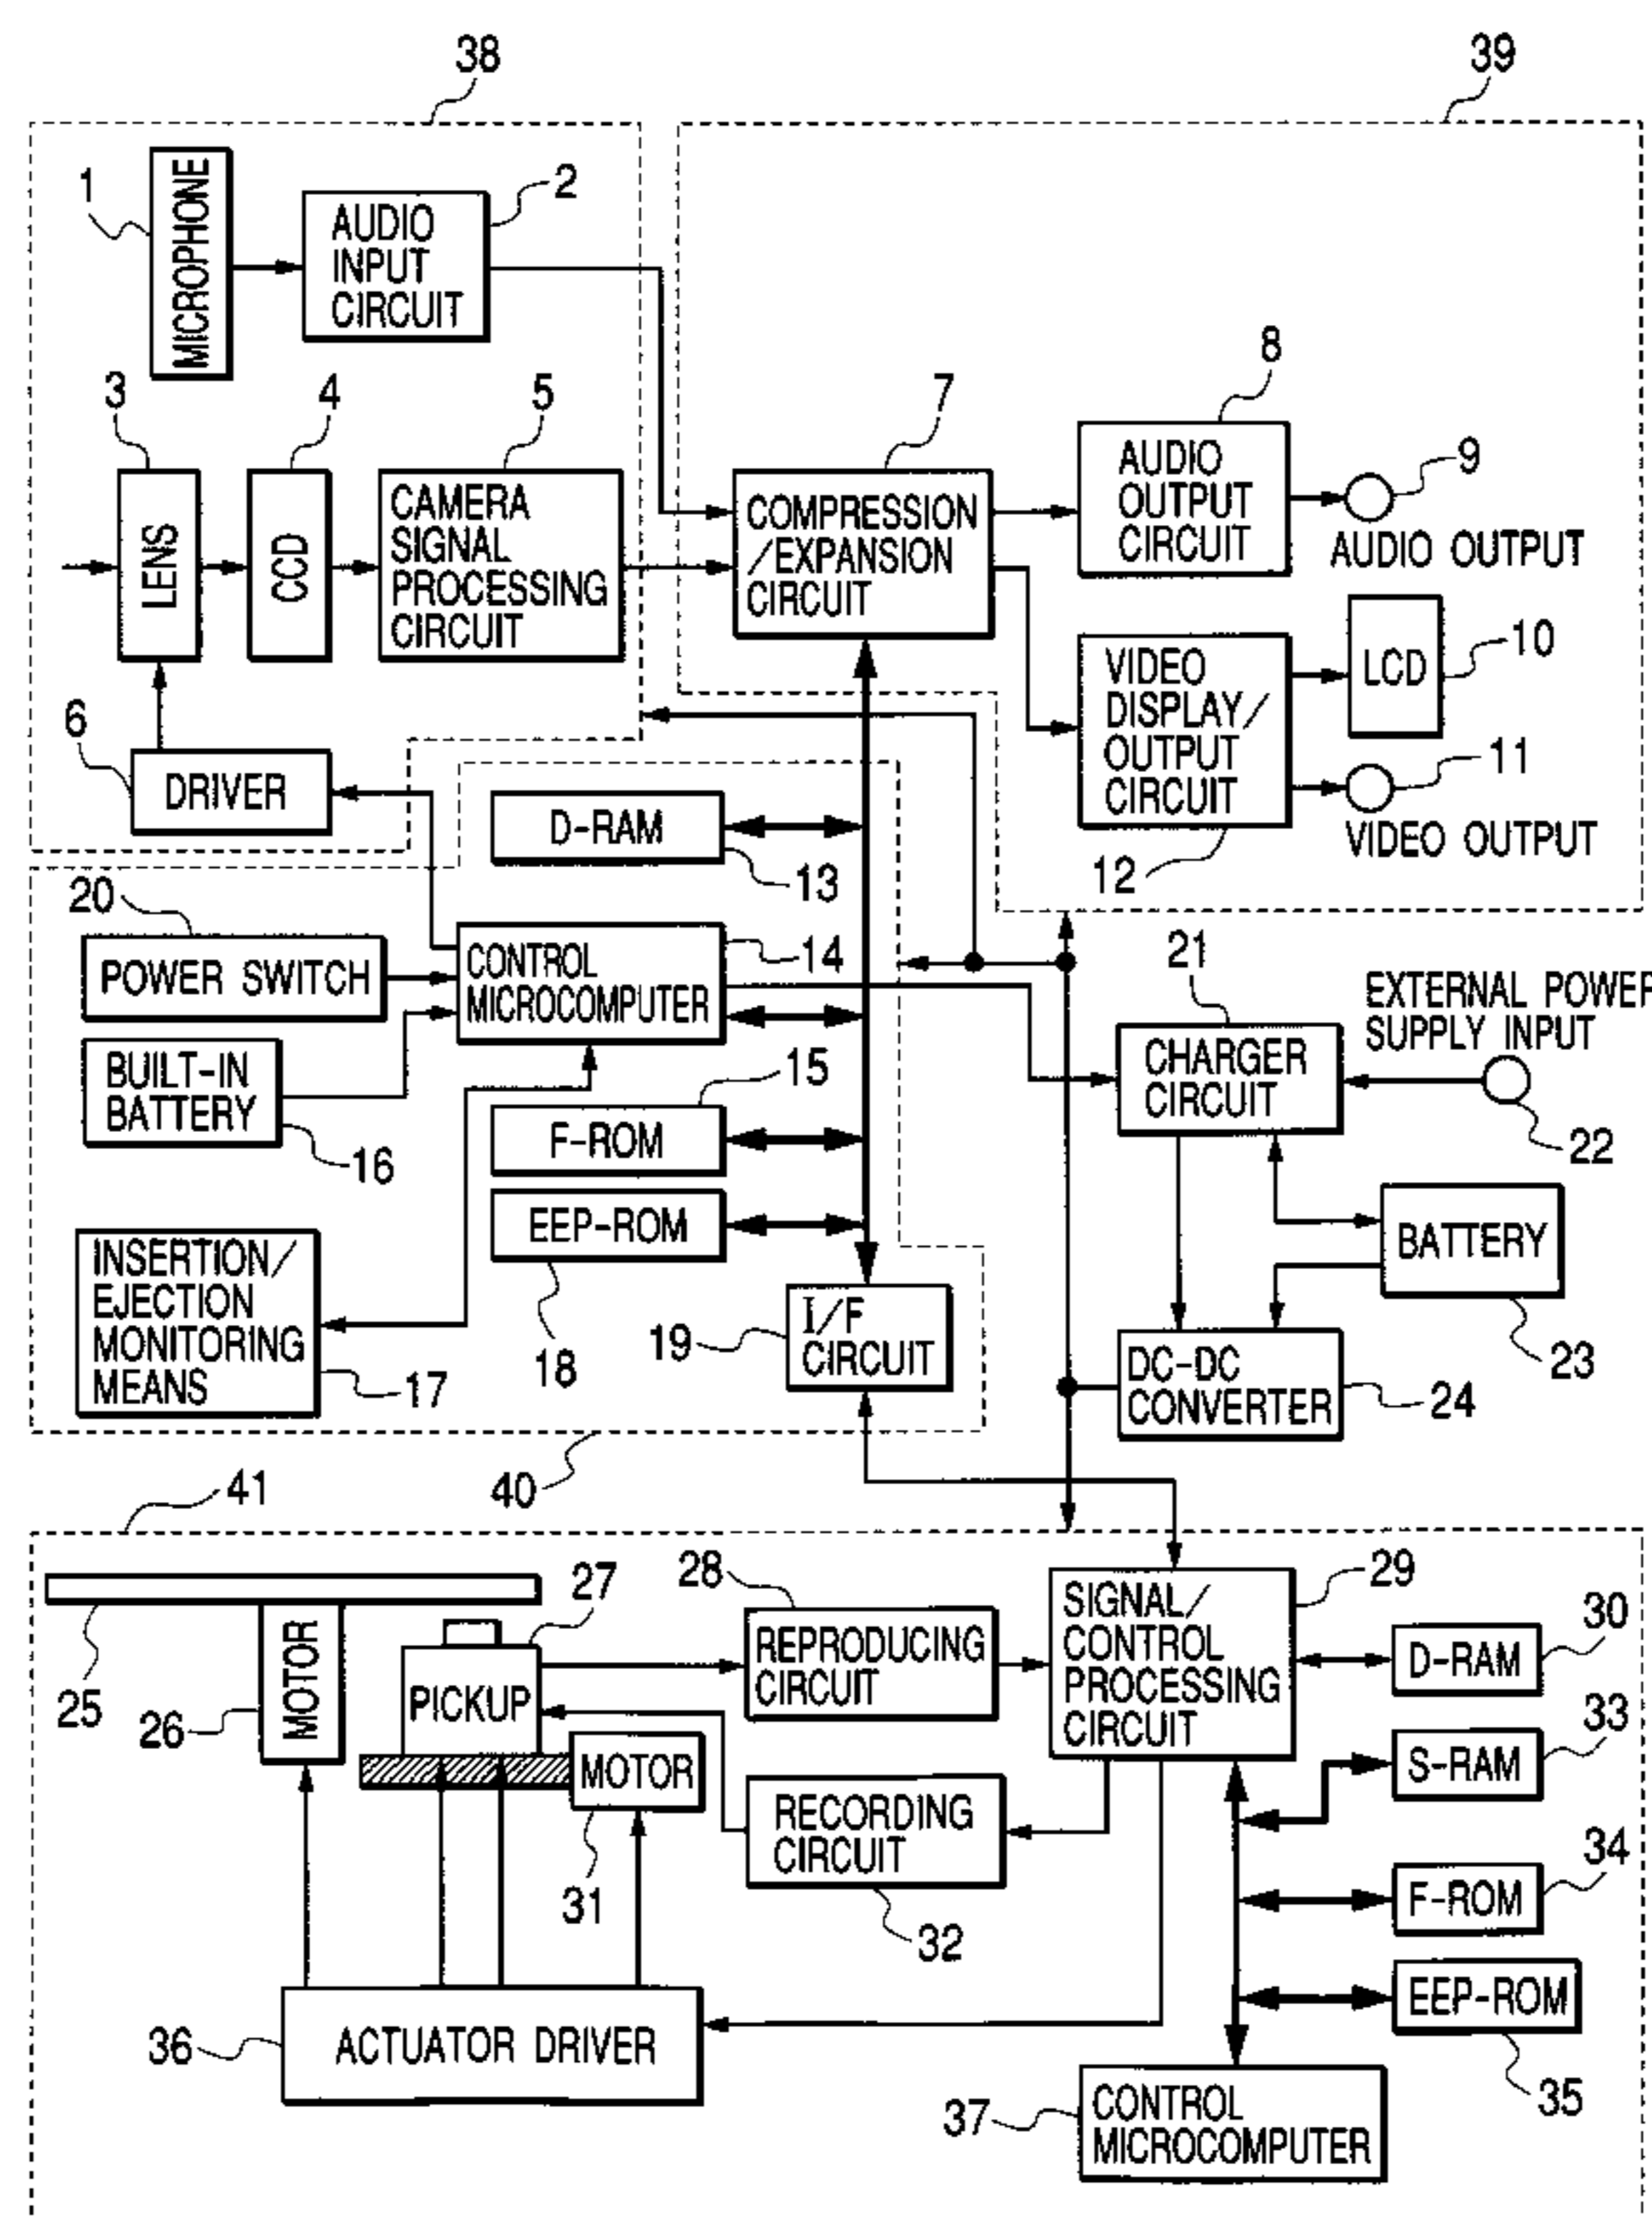 38
39
1
MICROPHONE
AUDIO
INPUT
CIRCUIT
2
3
LENS
4
CCD
5
CAMERA
SIGNAL
PROCESSING
CIRCUIT
6
DRIVER
7
COMPRESSION
/EXPANSION
CIRCUIT
8
AUDIO
OUTPUT
CIRCUIT
9
AUDIO OUTPUT
VIDEO
DISPLAY/
OUTPUT
CIRCUIT
12
LCD
10
11
VIDEO OUTPUT
D-RAM
13
20
POWER SWITCH
CONTROL
MICROCOMPUTER
14
BUILT-IN
BATTERY
16
15
F-ROM
EEP-ROM
18
INSERTION/
EJECTION
MONITORING
MEANS
17
19
I/F
CIRCUIT
40
21
CHARGER
CIRCUIT
EXTERNAL POWER
SUPPLY INPUT
22
BATTERY
23
DC-DC
CONVERTER
24
41
25
26
MOTOR
27
PICKUP
MOTOR
31
28
REPRODUCING
CIRCUIT
RECORDING
CIRCUIT
32
SIGNAL/
CONTROL
PROCESSING
CIRCUIT
29
D-RAM
30
S-RAM
33
F-ROM
34
EEP-ROM
35
36
ACTUATOR DRIVER
37
CONTROL
MICROCOMPUTER